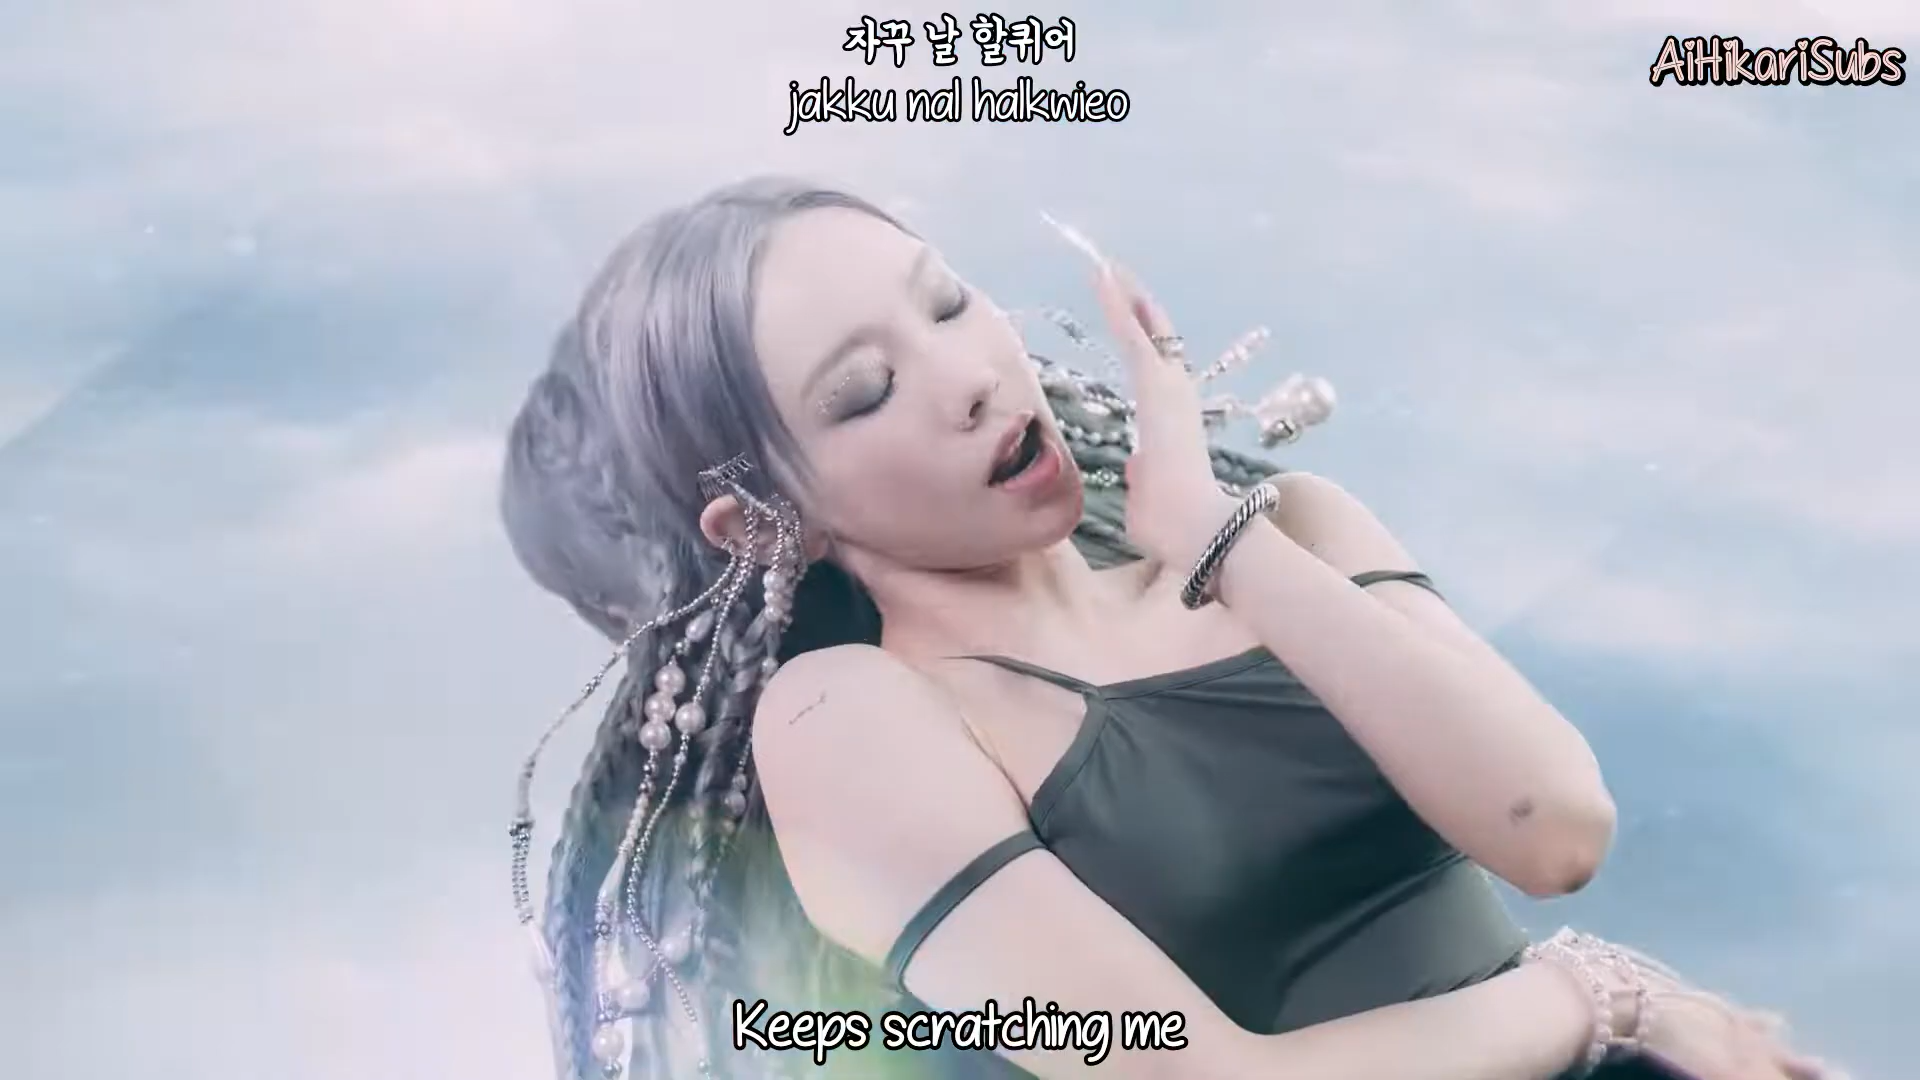 자꾸 날 할퀴어
jakku nal halkwieo
AiHikariSubs
Keeps scratching me